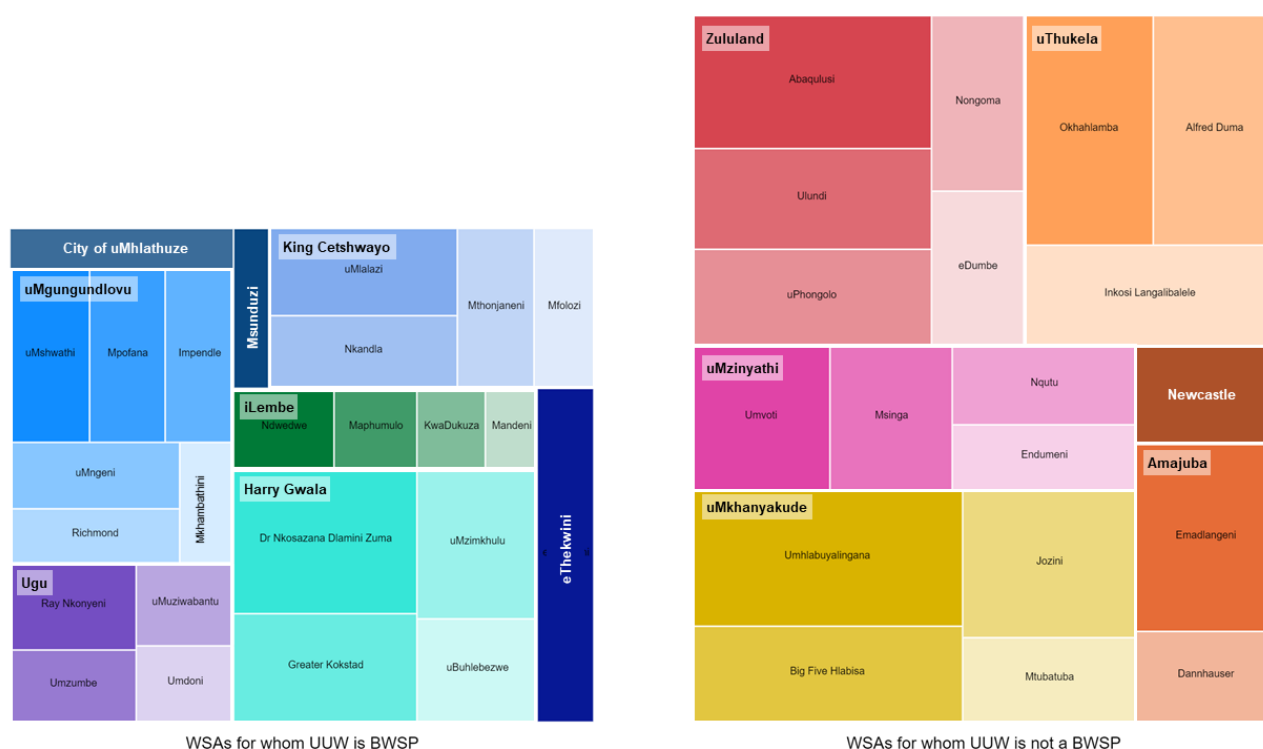 City of uMhlathuze
uMgungundlovu
uMshwathi
Mpofana
Impendle
uMngeni
Richmond
Mkhambathini
Ugu
Ray Nkonyeni
uMuziwabantu
Umzumbe
Umdoni
Msunduzi
King Cetshwayo
uMlalazi
Nkandla
Mthonjaneni
Mfolozi
iLembe
Ndwedwe
Maphumulo
KwaDukuza
Mandeni
Harry Gwala
Dr Nkosazana Dlamini Zuma
uMzimkhulu
Greater Kokstad
uBuhlebezwe
eThekwini
WSAs for whom UUW is BWSP
Zululand
Abaqulusi
Nongoma
Ulundi
eDumbe
uPhongolo
uThukela
Okhahlamba
Alfred Duma
Inkosi Langalibalele
uMzinyathi
Umvoti
Msinga
Nqutu
Endumeni
Newcastle
Amajuba
Emadlangeni
Dannhauser
uMkhanyakude
Umhlabuyalingana
Jozini
Big Five Hlabisa
Mtubatuba
WSAs for whom UUW is not a BWSP